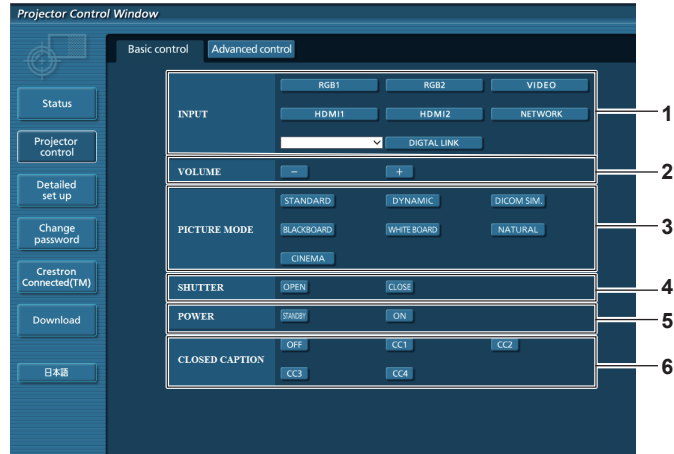 Projector Control Window
Basic control Advanced control
Status
Projector
control
Detailed
set up
Change
password
Crestron
Connected(TM)
Download
日本語
INPUT
RGB1 RGB2 VIDEO
HDMI1 HDMI2 NETWORK
DIGTAL LINK
1
VOLUME
- +
2
PICTURE MODE
STANDARD DYNAMIC DICOM SIM.
BLACKBOARD WHITE BOARD NATURAL
CINEMA
3
SHUTTER OPEN CLOSE
4
POWER STANDBY ON
5
CLOSED CAPTION
OFF CC1 CC2
CC3 CC4
6